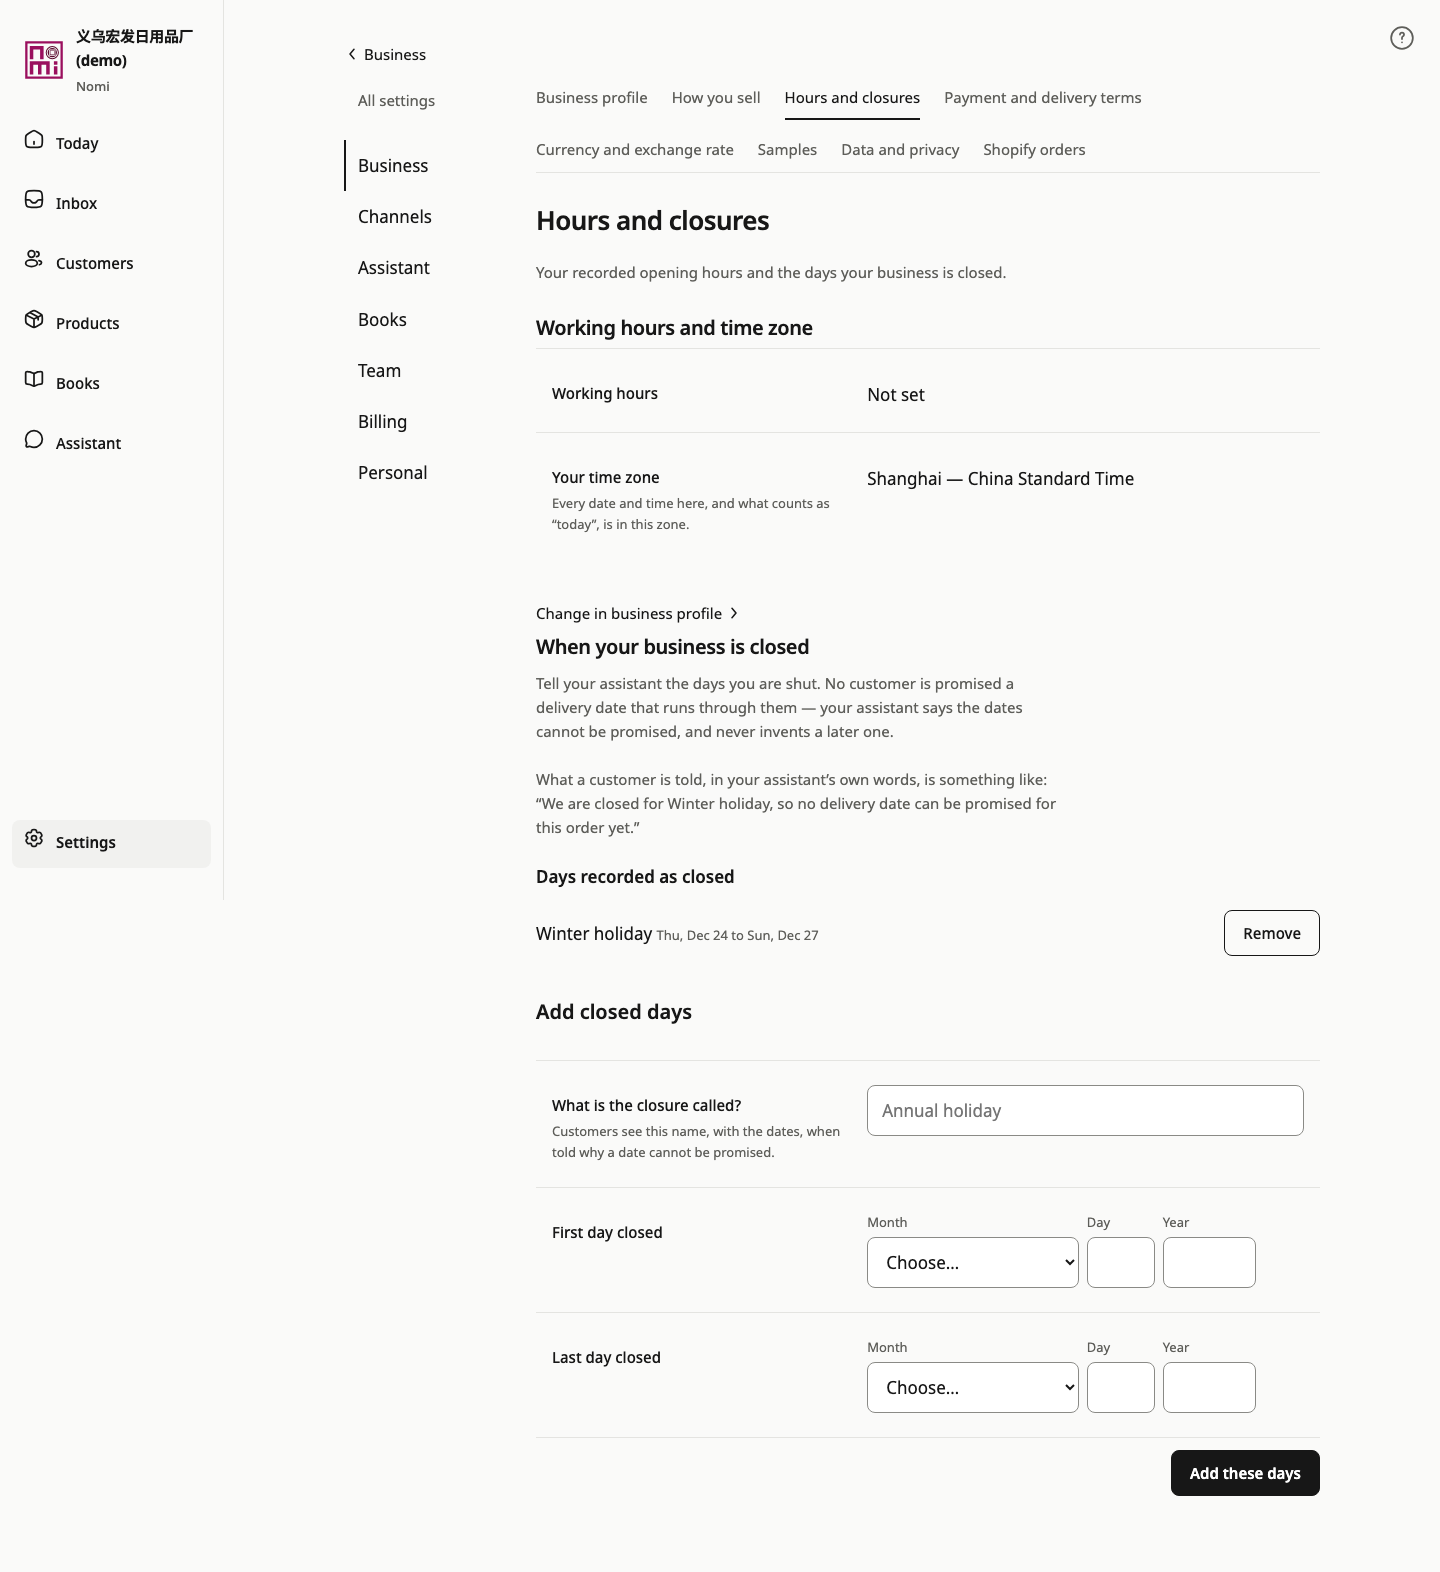 义乌宏发日用品厂
(demo)
Nomi
Today
Inbox
Customers
Products
Books
Assistant
Settings
Business
All settings
Business
Channels
Assistant
Books
Team
Billing
Personal
Business profile How you sell Hours and closures Payment and delivery terms
Currency and exchange rate Samples Data and privacy Shopify orders
Hours and closures
Your recorded opening hours and the days your business is closed.
Working hours and time zone
Working hours Not set
Your time zone Shanghai — China Standard Time
Every date and time here, and what counts as
“today”, is in this zone.
Change in business profile
When your business is closed
Tell your assistant the days you are shut. No customer is promised a
delivery date that runs through them — your assistant says the dates
cannot be promised, and never invents a later one.
What a customer is told, in your assistant’s own words, is something like:
“We are closed for Winter holiday, so no delivery date can be promised for
this order yet.”
Days recorded as closed
Winter holiday Thu, Dec 24 to Sun, Dec 27 Remove
Add closed days
What is the closure called? Annual holiday
Customers see this name, with the dates, when
told why a date cannot be promised.
Month Day Year
First day closed
Choose...
Month Day Year
Last day closed
Choose...
Add these days